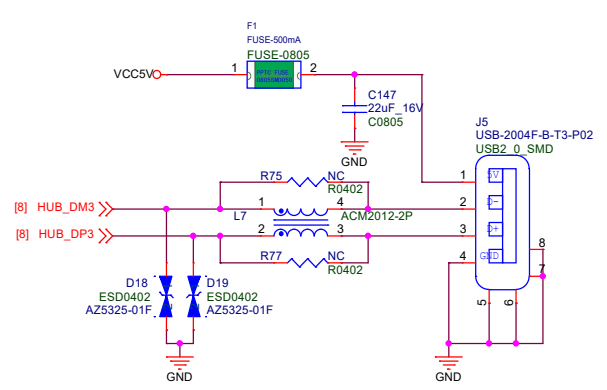 F1
FUSE-500mA
FUSE-0805
VCC5V
1
2
PPTC FUSE
0805SMD050
C147
22uF_16V
C0805
GND
J5
USB-2004F-B-T3-P02
USB2_0_SMD
1
5V
2
D-
3
D+
4
GND
8
7
5
6
R75
NC
R0402
[8] HUB_DM3
1
4
L7
ACM2012-2P
[8] HUB_DP3
2
3
R77
NC
R0402
D18
ESD0402
AZ5325-01F
D19
ESD0402
AZ5325-01F
GND
GND